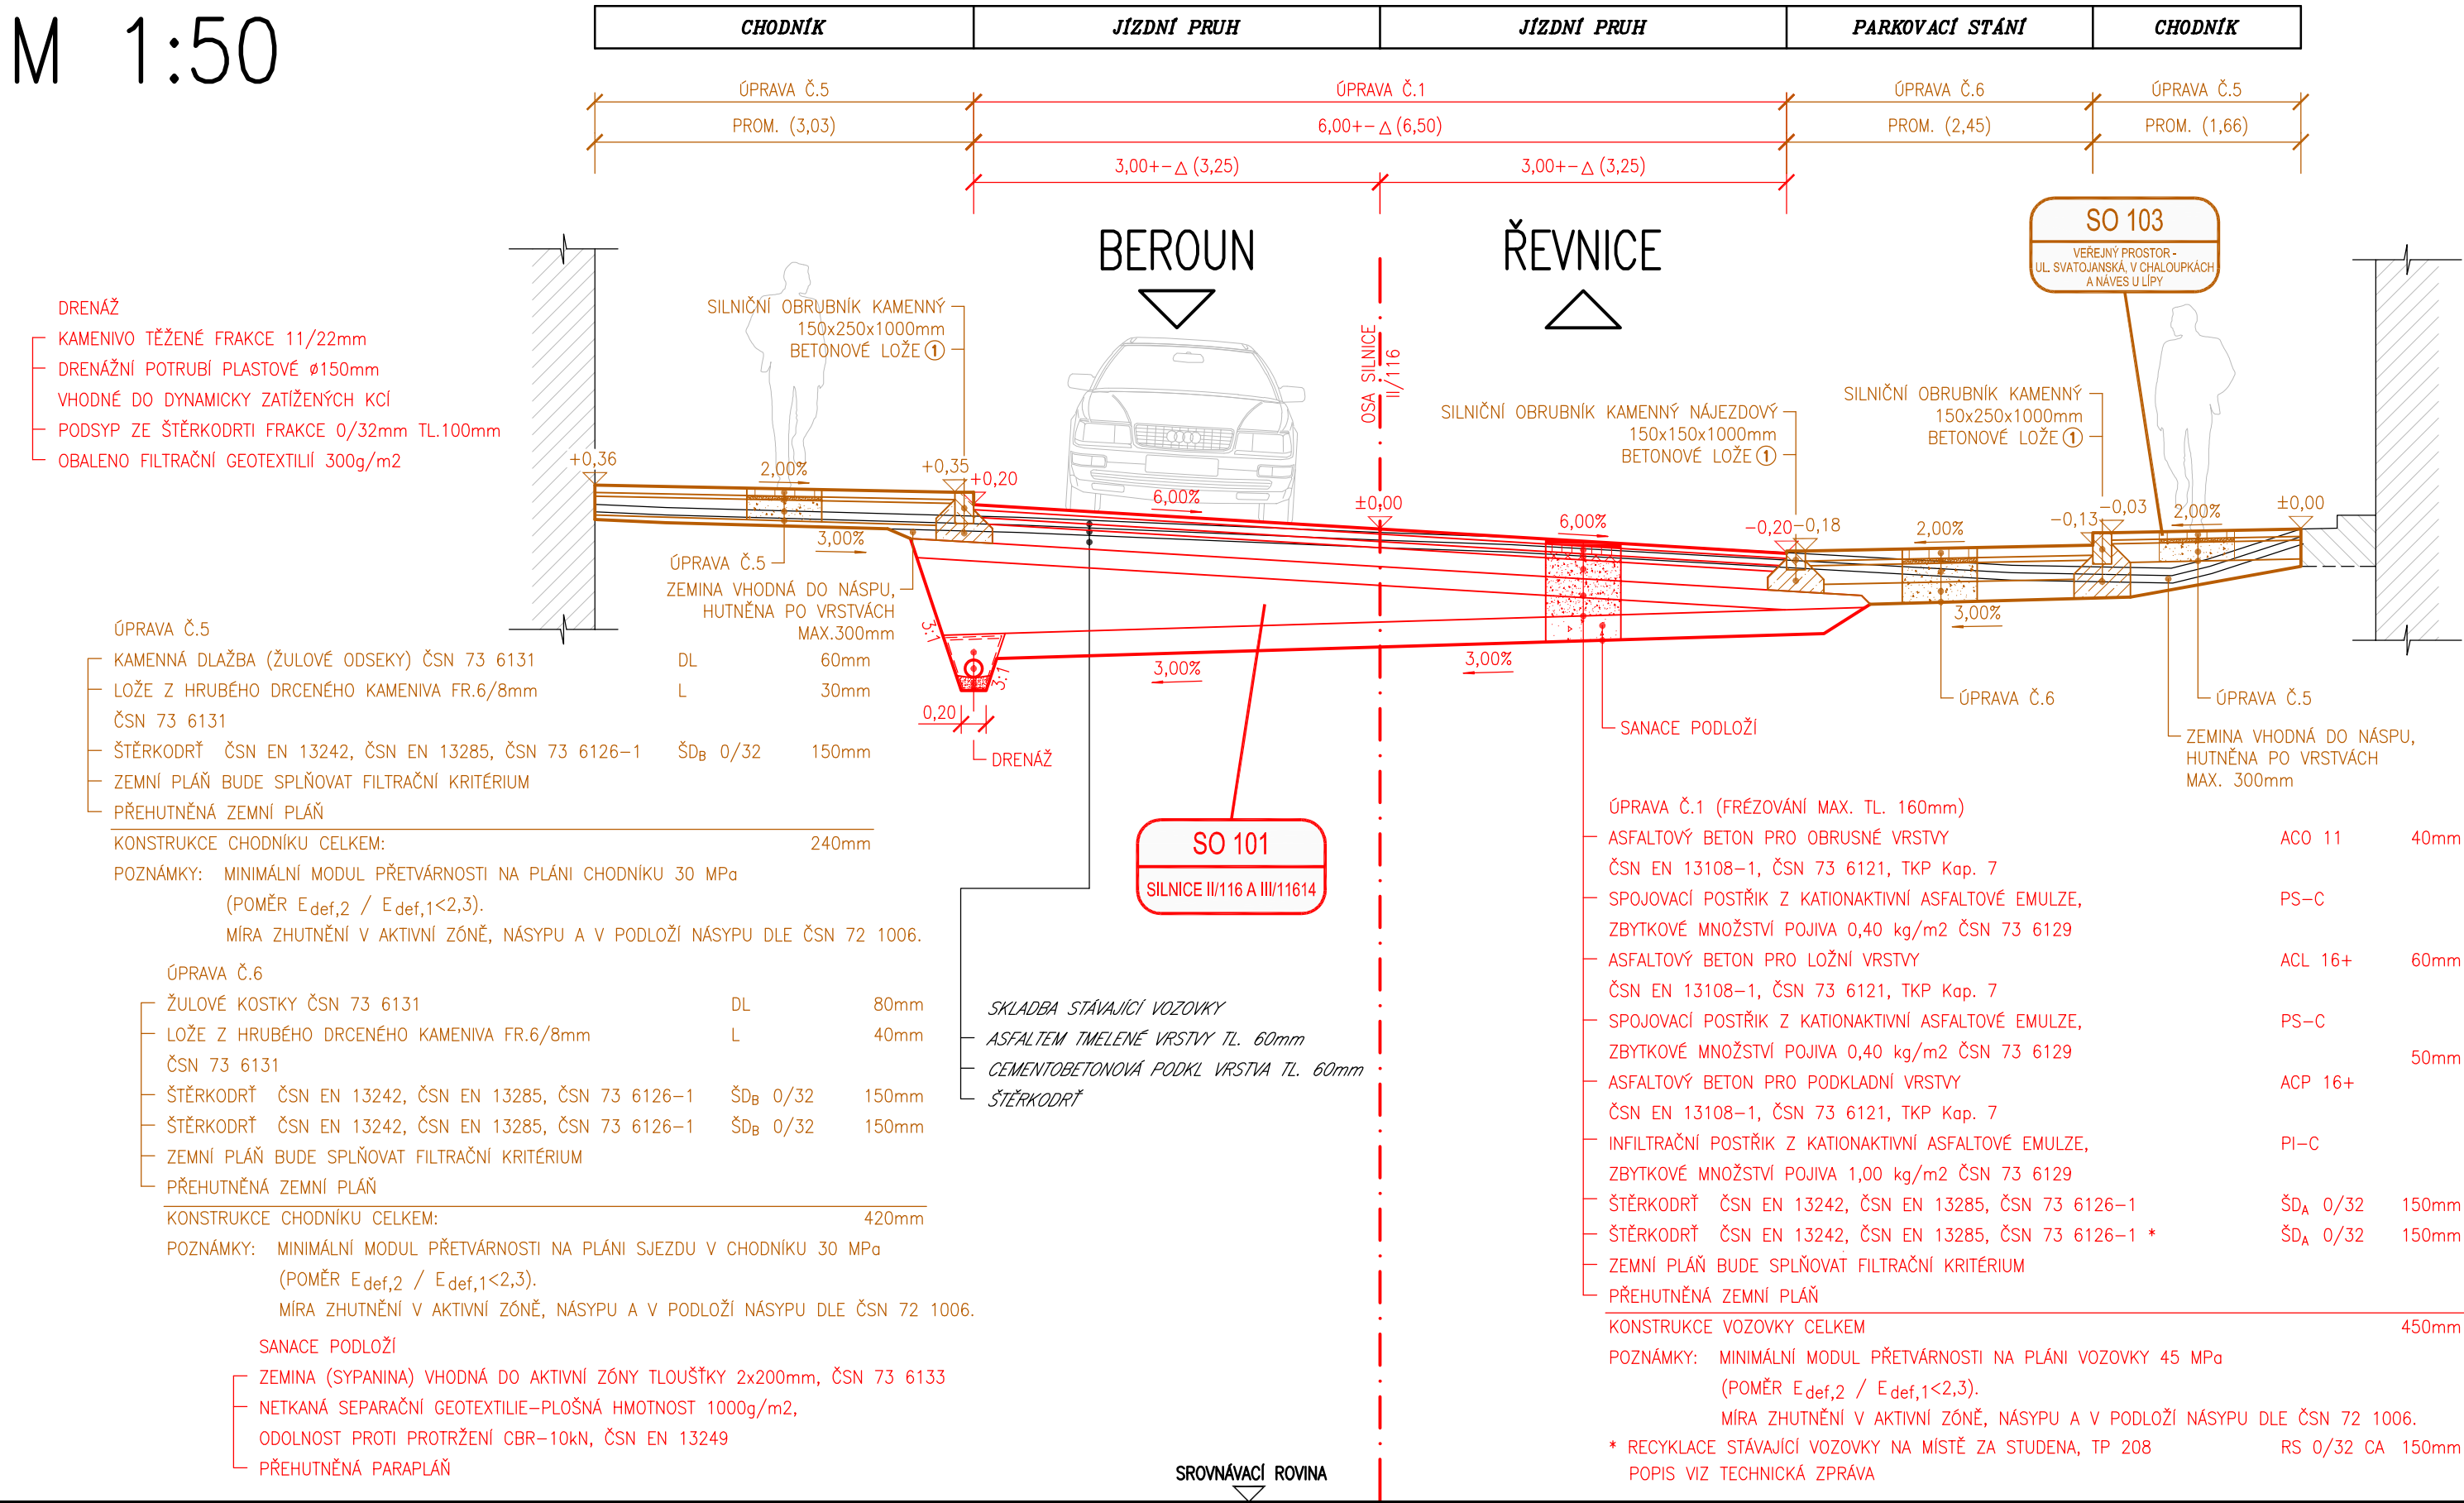 M 1:50
CHODNÍK JÍZDNÍ PRUH JÍZDNÍ PRUH PARKOVACÍ STÁNÍ CHODNÍK
ÚPRAVA Č.5 ÚPRAVA Č.1 ÚPRAVA Č.6 ÚPRAVA Č.5
PROM. (3,03) 6,00+-△(6,50) PROM. (2,45) PROM. (1,66)
3,00+-△(3,25) 3,00+-△(3,25)
BEROUN ŘEVNICE
SO 103
VEŘEJNÝ PROSTOR -
UL. SVATOJANSKÁ, V CHALOUPKÁCH
A NÁVES U LÍPY
OSA SILNICE
II/116
DRENÁŽ
KAMENIVO TĚŽENÉ FRAKCE 11/22mm
DRENÁŽNÍ POTRUBÍ PLASTOVÉ ø150mm
VHODNÉ DO DYNAMICKY ZATÍŽENÝCH KCÍ
PODSYP ZE ŠTĚRKODRTI FRAKCE 0/32mm TL.100mm
OBALENO FILTRAČNÍ GEOTEXTILIÍ 300g/m2
SILNIČNÍ OBRUBNÍK KAMENNÝ
150x250x1000mm
BETONOVÉ LOŽE ①
SILNIČNÍ OBRUBNÍK KAMENNÝ NÁJEZDOVÝ
150x150x1000mm
BETONOVÉ LOŽE ①
SILNIČNÍ OBRUBNÍK KAMENNÝ
150x250x1000mm
BETONOVÉ LOŽE ①
+0,36 2,00% +0,35 +0,20 6,00% ±0,00 6,00% -0,20 -0,18 2,00% -0,13 -0,03 2,00% ±0,00
3,00% 3,00% 3,00% 3,00%
3:1 3:1
0,20
DRENÁŽ
ÚPRAVA Č.5
ZEMINA VHODNÁ DO NÁSPU,
HUTNĚNA PO VRSTVÁCH
MAX.300mm
SANACE PODLOŽÍ
ÚPRAVA Č.6
ÚPRAVA Č.5
ZEMINA VHODNÁ DO NÁSPU,
HUTNĚNA PO VRSTVÁCH
MAX. 300mm
SO 101
SILNICE II/116 A III/11614
ÚPRAVA Č.5
KAMENNÁ DLAŽBA (ŽULOVÉ ODSEKY) ČSN 73 6131 DL 60mm
LOŽE Z HRUBÉHO DRCENÉHO KAMENIVA FR.6/8mm L 30mm
ČSN 73 6131
ŠTĚRKODRŤ ČSN EN 13242, ČSN EN 13285, ČSN 73 6126-1 ŠDB 0/32 150mm
ZEMNÍ PLÁŇ BUDE SPLŇOVAT FILTRAČNÍ KRITÉRIUM
PŘEHUTNĚNÁ ZEMNÍ PLÁŇ
KONSTRUKCE CHODNÍKU CELKEM: 240mm
POZNÁMKY: MINIMÁLNÍ MODUL PŘETVÁRNOSTI NA PLÁNI CHODNÍKU 30 MPa
(POMĚR Edef,2 / Edef,1<2,3).
MÍRA ZHUTNĚNÍ V AKTIVNÍ ZÓNĚ, NÁSYPU A V PODLOŽÍ NÁSYPU DLE ČSN 72 1006.
ÚPRAVA Č.6
ŽULOVÉ KOSTKY ČSN 73 6131 DL 80mm
LOŽE Z HRUBÉHO DRCENÉHO KAMENIVA FR.6/8mm L 40mm
ČSN 73 6131
ŠTĚRKODRŤ ČSN EN 13242, ČSN EN 13285, ČSN 73 6126-1 ŠDB 0/32 150mm
ŠTĚRKODRŤ ČSN EN 13242, ČSN EN 13285, ČSN 73 6126-1 ŠDB 0/32 150mm
ZEMNÍ PLÁŇ BUDE SPLŇOVAT FILTRAČNÍ KRITÉRIUM
PŘEHUTNĚNÁ ZEMNÍ PLÁŇ
KONSTRUKCE CHODNÍKU CELKEM: 420mm
POZNÁMKY: MINIMÁLNÍ MODUL PŘETVÁRNOSTI NA PLÁNI SJEZDU V CHODNÍKU 30 MPa
(POMĚR Edef,2 / Edef,1<2,3).
MÍRA ZHUTNĚNÍ V AKTIVNÍ ZÓNĚ, NÁSYPU A V PODLOŽÍ NÁSYPU DLE ČSN 72 1006.
SANACE PODLOŽÍ
ZEMINA (SYPANINA) VHODNÁ DO AKTIVNÍ ZÓNY TLOUŠŤKY 2x200mm, ČSN 73 6133
NETKANÁ SEPARAČNÍ GEOTEXTILIE-PLOŠNÁ HMOTNOST 1000g/m2,
ODOLNOST PROTI PROTRŽENÍ CBR-10kN, ČSN EN 13249
PŘEHUTNĚNÁ PARAPLÁŇ
SKLADBA STÁVAJÍCÍ VOZOVKY
ASFALTEM TMELENÉ VRSTVY TL. 60mm
CEMENTOBETONOVÁ PODKL VRSTVA TL. 60mm
ŠTĚRKODRŤ
ÚPRAVA Č.1 (FRÉZOVÁNÍ MAX. TL. 160mm)
ASFALTOVÝ BETON PRO OBRUSNÉ VRSTVY ACO 11 40mm
ČSN EN 13108-1, ČSN 73 6121, TKP Kap. 7
SPOJOVACÍ POSTŘIK Z KATIONAKTIVNÍ ASFALTOVÉ EMULZE, PS-C
ZBYTKOVÉ MNOŽSTVÍ POJIVA 0,40 kg/m2 ČSN 73 6129
ASFALTOVÝ BETON PRO LOŽNÍ VRSTVY ACL 16+ 60mm
ČSN EN 13108-1, ČSN 73 6121, TKP Kap. 7
SPOJOVACÍ POSTŘIK Z KATIONAKTIVNÍ ASFALTOVÉ EMULZE, PS-C
ZBYTKOVÉ MNOŽSTVÍ POJIVA 0,40 kg/m2 ČSN 73 6129 50mm
ASFALTOVÝ BETON PRO PODKLADNÍ VRSTVY ACP 16+
ČSN EN 13108-1, ČSN 73 6121, TKP Kap. 7
INFILTRAČNÍ POSTŘIK Z KATIONAKTIVNÍ ASFALTOVÉ EMULZE, PI-C
ZBYTKOVÉ MNOŽSTVÍ POJIVA 1,00 kg/m2 ČSN 73 6129
ŠTĚRKODRŤ ČSN EN 13242, ČSN EN 13285, ČSN 73 6126-1 ŠDA 0/32 150mm
ŠTĚRKODRŤ ČSN EN 13242, ČSN EN 13285, ČSN 73 6126-1 * ŠDA 0/32 150mm
ZEMNÍ PLÁŇ BUDE SPLŇOVAT FILTRAČNÍ KRITÉRIUM
PŘEHUTNĚNÁ ZEMNÍ PLÁŇ
KONSTRUKCE VOZOVKY CELKEM 450mm
POZNÁMKY: MINIMÁLNÍ MODUL PŘETVÁRNOSTI NA PLÁNI VOZOVKY 45 MPa
(POMĚR Edef,2 / Edef,1<2,3).
MÍRA ZHUTNĚNÍ V AKTIVNÍ ZÓNĚ, NÁSYPU A V PODLOŽÍ NÁSYPU DLE ČSN 72 1006.
* RECYKLACE STÁVAJÍCÍ VOZOVKY NA MÍSTĚ ZA STUDENA, TP 208 RS 0/32 CA 150mm
POPIS VIZ TECHNICKÁ ZPRÁVA
SROVNÁVACÍ ROVINA